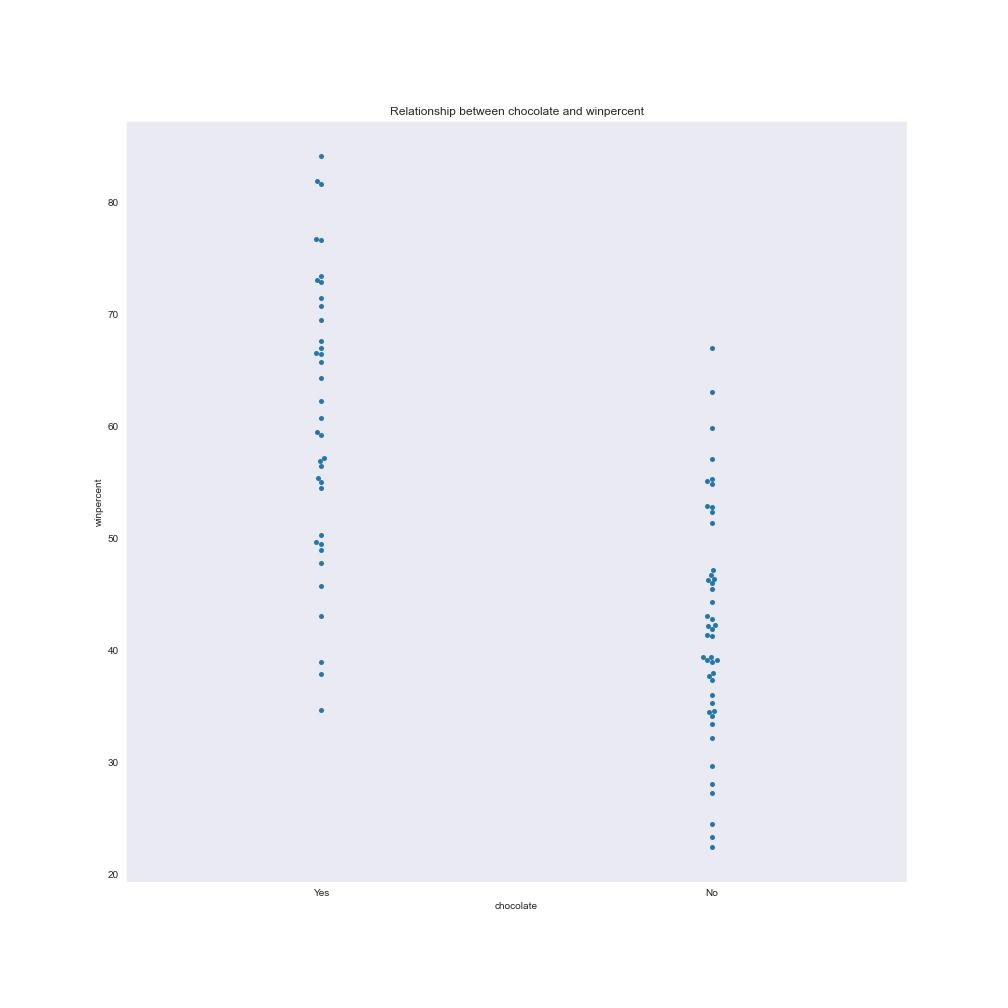 Relationship between chocolate and winpercent
80
70
60
50
40
30
20
winpercent
Yes
No
chocolate